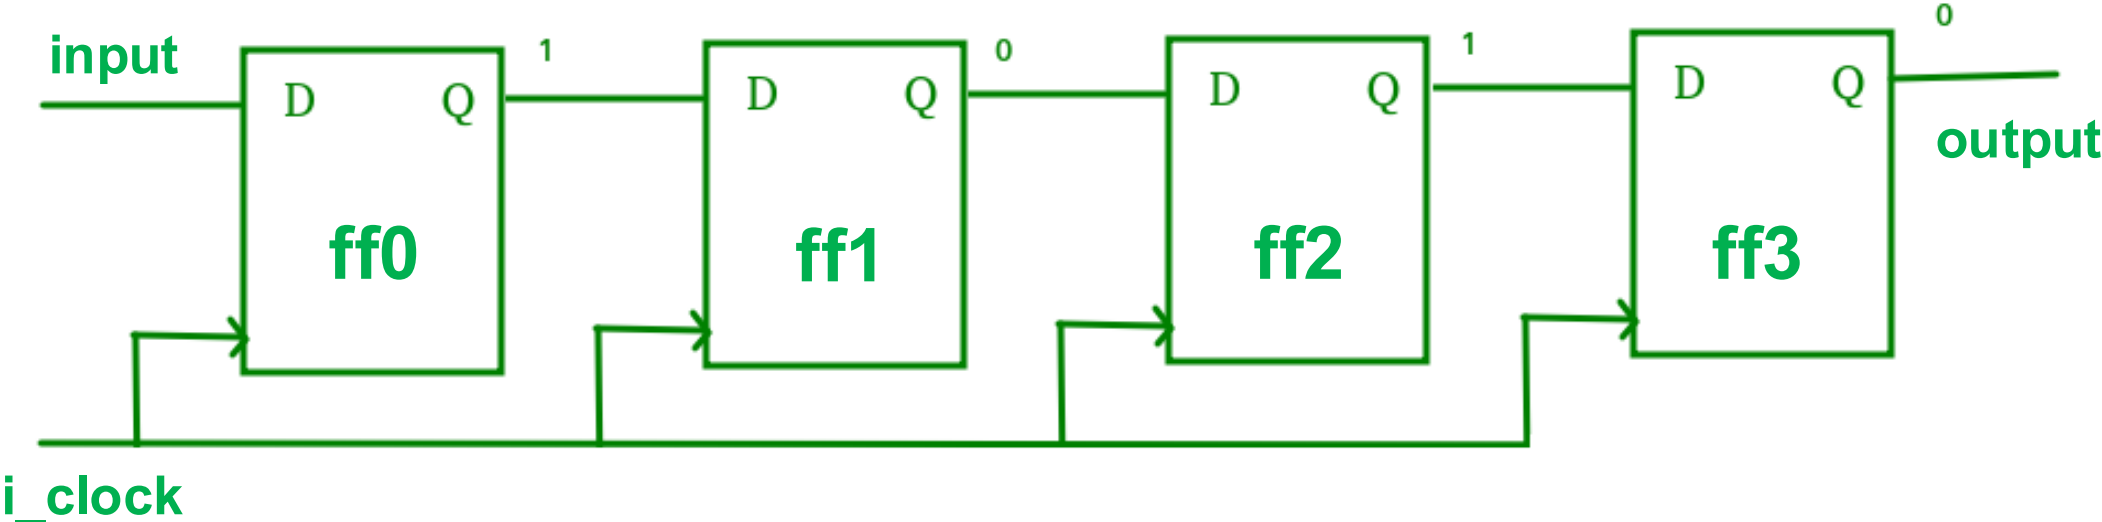 input
1
0
1
0
D Q
D Q
D Q
D Q
output
ff0
ff1
ff2
ff3
i_clock